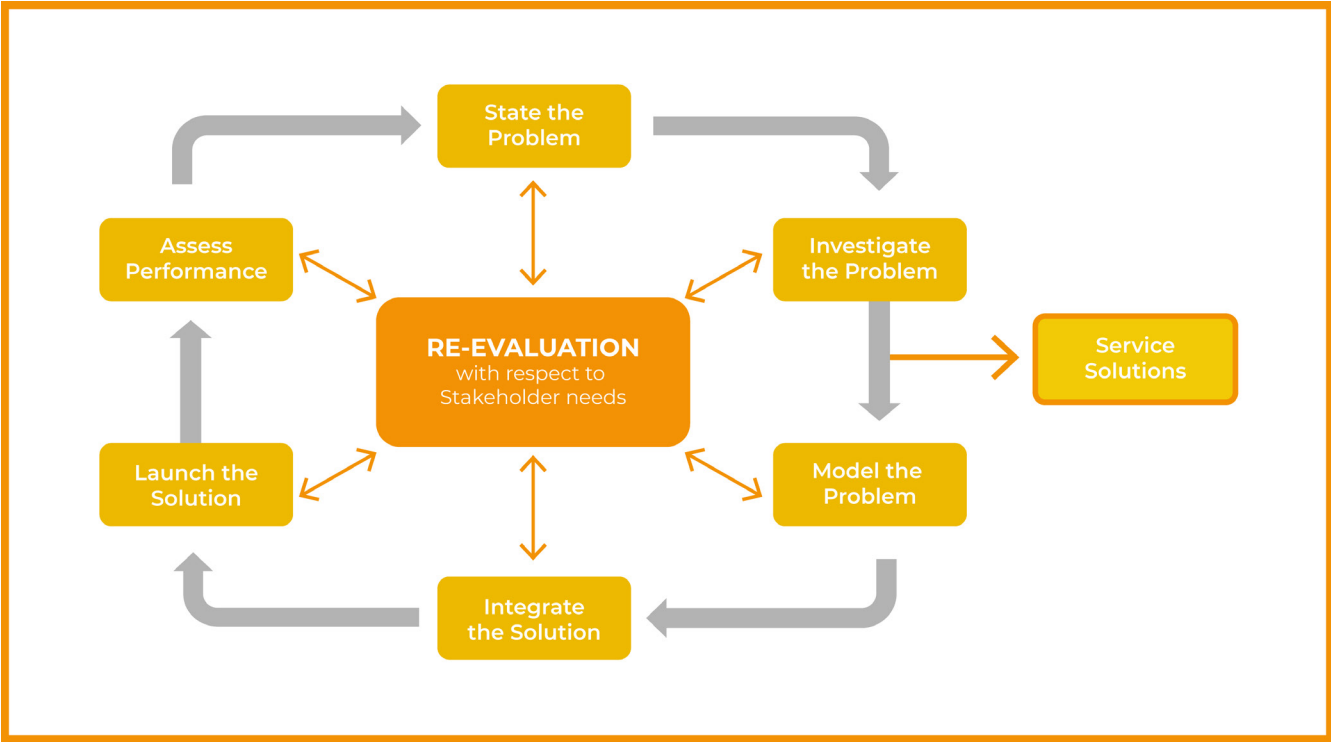 State the
Problem
Assess
Performance
Investigate
the Problem
RE-EVALUATION
with respect to
Stakeholder needs
Service
Solutions
Launch the
Solution
Model the
Problem
Integrate
the Solution